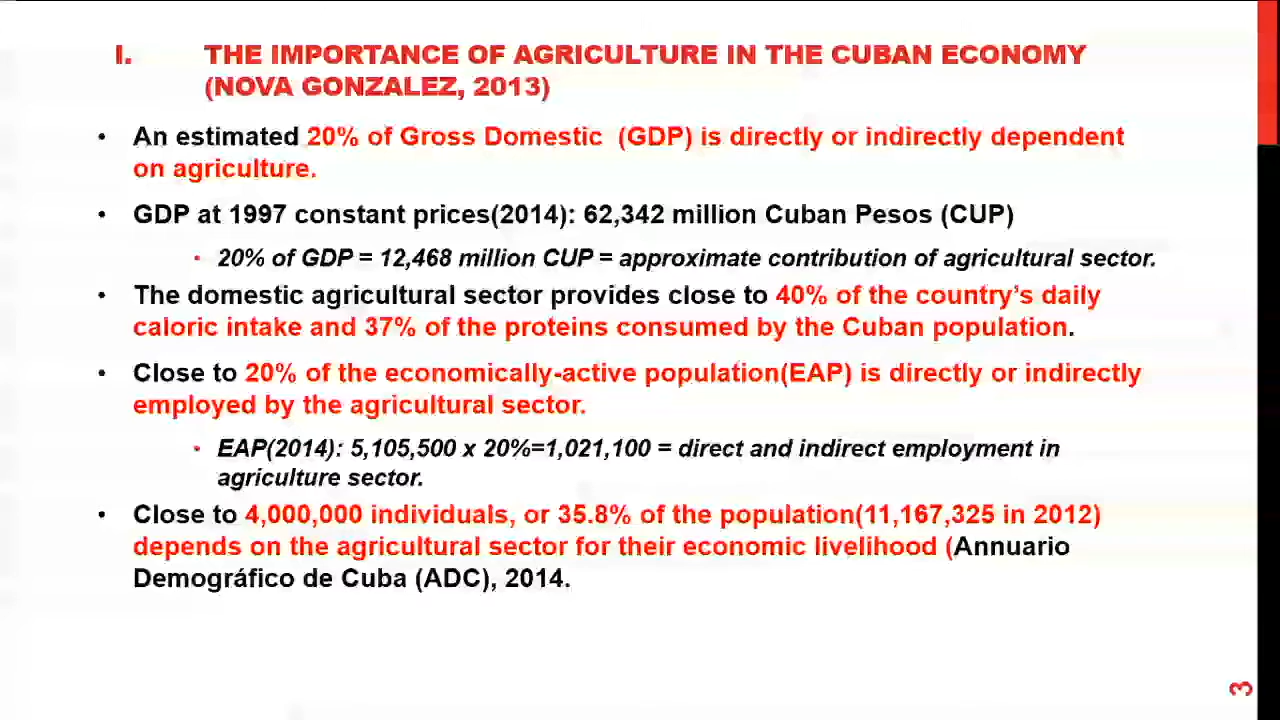 I. THE IMPORTANCE OF AGRICULTURE IN THE CUBAN ECONOMY
(NOVA GONZALEZ, 2013)
• An estimated 20% of Gross Domestic (GDP) is directly or indirectly dependent
on agriculture.
• GDP at 1997 constant prices(2014): 62,342 million Cuban Pesos (CUP)
• 20% of GDP = 12,468 million CUP = approximate contribution of agricultural sector.
• The domestic agricultural sector provides close to 40% of the country's daily
caloric intake and 37% of the proteins consumed by the Cuban population.
• Close to 20% of the economically-active population(EAP) is directly or indirectly
employed by the agricultural sector.
• EAP(2014): 5,105,500 x 20%=1,021,100 = direct and indirect employment in
agriculture sector.
• Close to 4,000,000 individuals, or 35.8% of the population(11,167,325 in 2012)
depends on the agricultural sector for their economic livelihood (Annuario
Demográfico de Cuba (ADC), 2014.
3